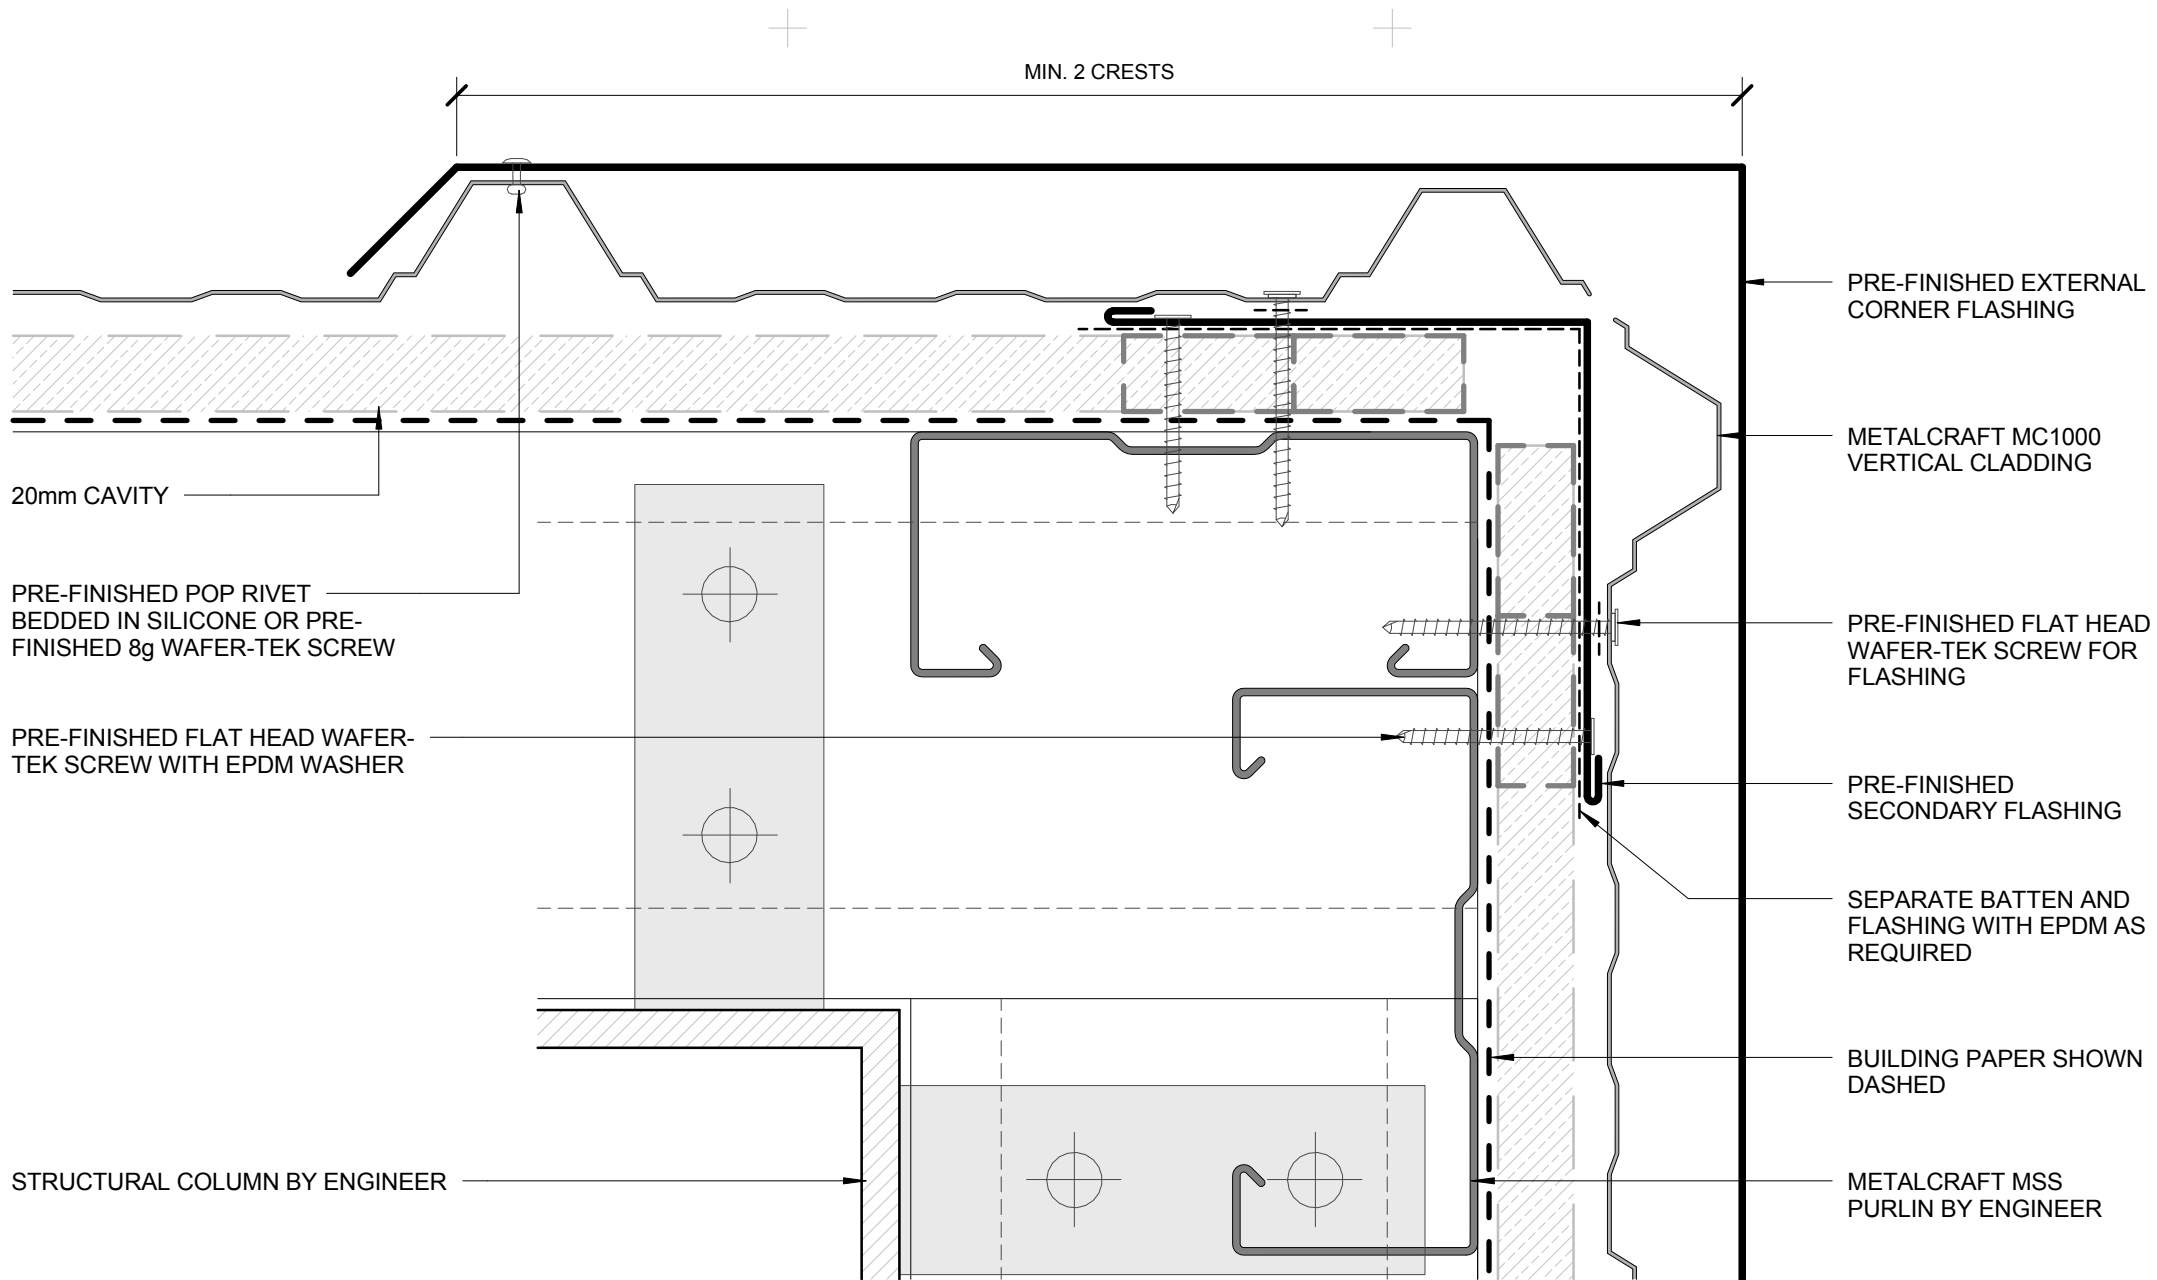 MIN. 2 CRESTS
20mm CAVITY
PRE-FINISHED POP RIVET
BEDDED IN SILICONE OR PRE-
FINISHED 8g WAFER-TEK SCREW
PRE-FINISHED FLAT HEAD WAFER-
TEK SCREW WITH EPDM WASHER
STRUCTURAL COLUMN BY ENGINEER
PRE-FINISHED EXTERNAL
CORNER FLASHING
METALCRAFT MC1000
VERTICAL CLADDING
PRE-FINISHED FLAT HEAD
WAFER-TEK SCREW FOR
FLASHING
PRE-FINISHED
SECONDARY FLASHING
SEPARATE BATTEN AND
FLASHING WITH EPDM AS
REQUIRED
BUILDING PAPER SHOWN
DASHED
METALCRAFT MSS
PURLIN BY ENGINEER